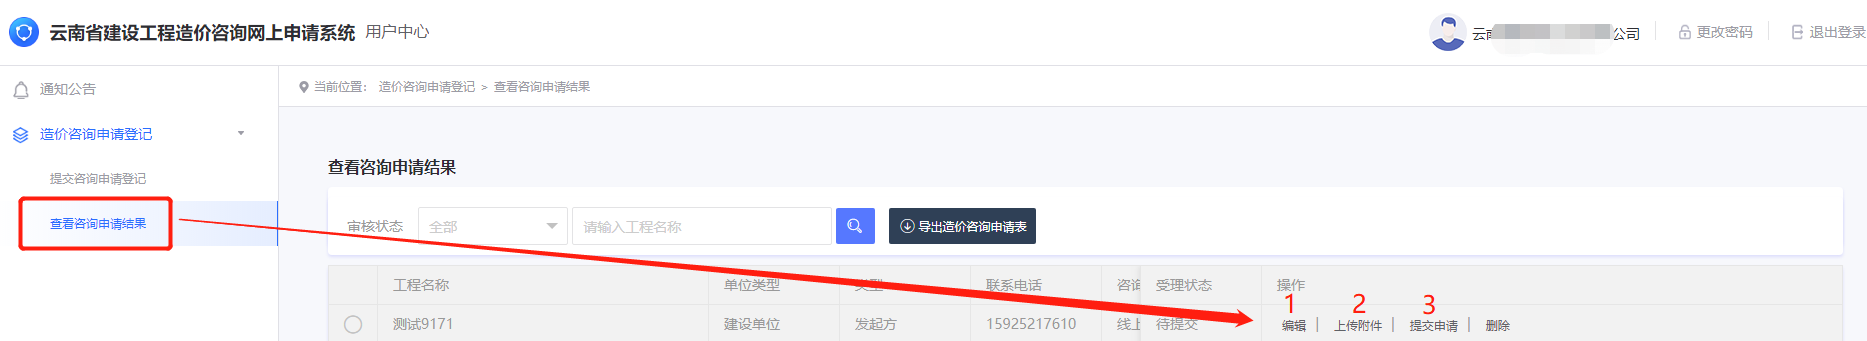 云南省建设工程造价咨询网上申请系统 用户中心
云南 公司 更改密码 退出登录
通知公告
造价咨询申请登记
提交咨询申请登记
查看咨询申请结果
当前位置： 造价咨询申请登记 > 查看咨询申请结果
查看咨询申请结果
审核状态 全部 请输入工程名称 导出造价咨询申请表
工程名称 单位类型 类型 联系电话 咨询 受理状态 操作
1 2 3
测试9171 建设单位 发起方 15925217610 线上 待提交 编辑 | 上传附件 | 提交申请 | 删除